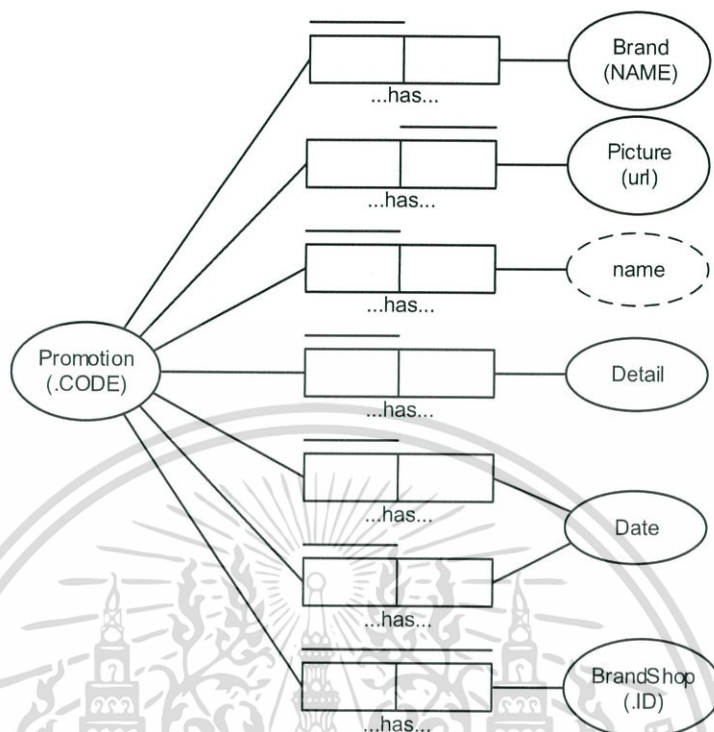 Brand
(NAME)
...has...
Picture
(url)
...has...
name
...has...
Promotion
(.CODE)
Detail
...has...
...has...
Date
...has...
BrandShop
(.ID)
...has...